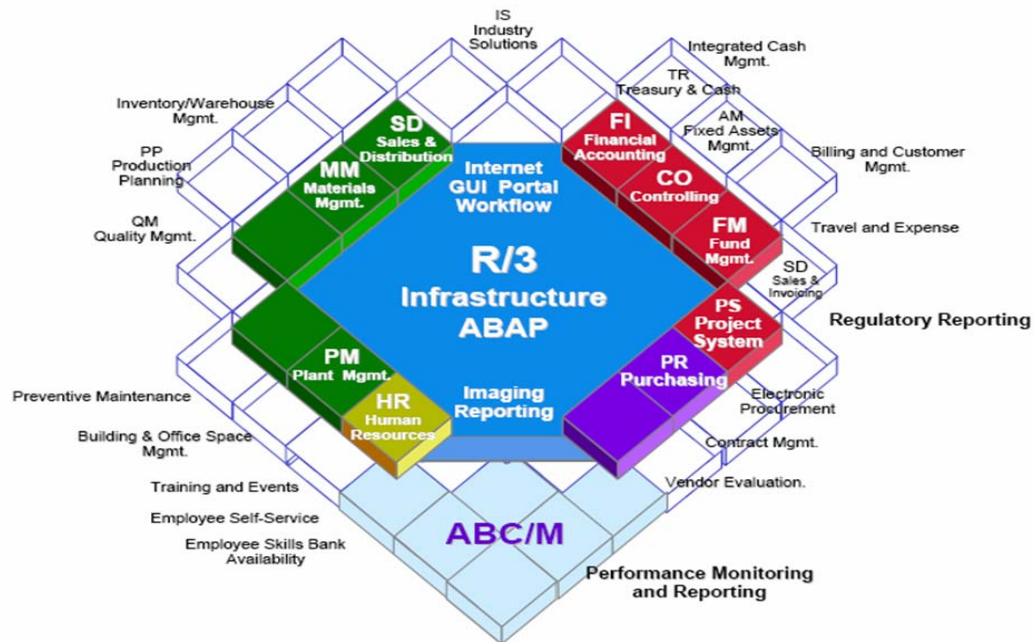 IS
Industry
Solutions
Integrated Cash
Mgmt.
TR
Treasury & Cash
Inventory/Warehouse
Mgmt.
SD
Sales &
Distribution
FI
Financial
Accounting
AM
Fixed Assets
Mgmt.
PP
Production
Planning
MM
Materials
Mgmt.
Internet
GUI Portal
Workflow
CO
Controlling
Billing and Customer
Mgmt.
QM
Quality Mgmt.
FM
Fund
Mgmt.
Travel and Expense
R/3
Infrastructure
ABAP
SD
Sales &
Invoicing
PS
Project
System
Regulatory Reporting
PM
Plant Mgmt.
PR
Purchasing
Preventive Maintenance
HR
Human
Resources
Imaging
Reporting
Electronic
Procurement
Building & Office Space
Mgmt.
Contract Mgmt.
Training and Events
Vendor Evaluation.
Employee Self-Service
ABC/M
Employee Skills Bank
Availability
Performance Monitoring
and Reporting